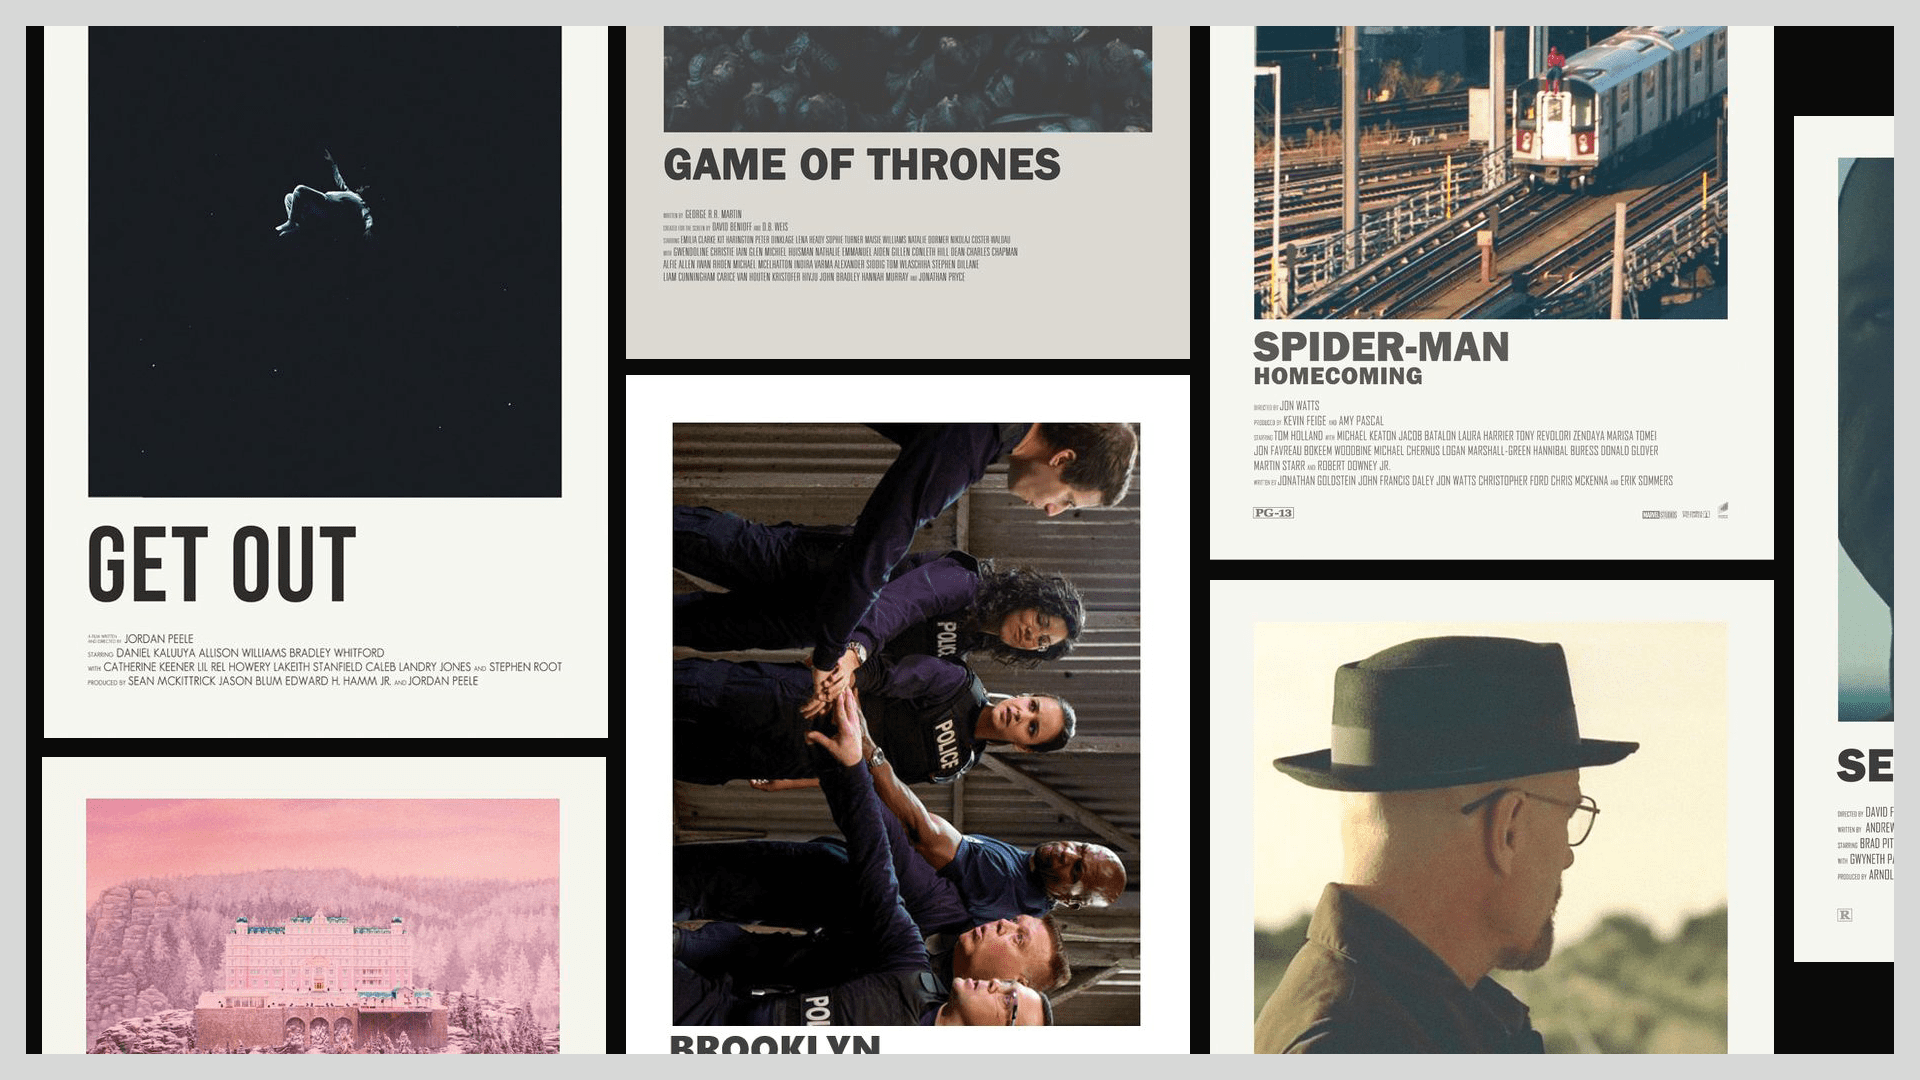 GET OUT
A FILM WRITTEN AND DIRECTED BY JORDAN PEELE
STARRING DANIEL KALUUYA ALLISON WILLIAMS BRADLEY WHITFORD
WITH CATHERINE KEENER LIL REL HOWERY LAKEITH STANFIELD CALEB LANDRY JONES AND STEPHEN ROOT
PRODUCED BY SEAN MCKITTRICK JASON BLUM EDWARD H. HAMM JR. AND JORDAN PEELE
GAME OF THRONES
WRITTEN BY GEORGE R.R. MARTIN
CREATED FOR THE SCREEN BY DAVID BENIOFF AND D.B. WEIS
STARRING EMILIA CLARKE KIT HARINGTON PETER DINKLAGE LENA HEADY SOPHIE TURNER MAISIE WILLIAMS NATALIE DORMER NIKOLAJ COSTER-WALDAU
WITH GWENDOLINE CHRISTIE IAIN GLEN MICHIEL HUISMAN NATHALIE EMMANUEL AIDEN GILLEN CONLETH HILL DEAN CHARLES CHAPMAN
ALFIE ALLEN IWAN RHOEN MICHAEL MCELHATTON INDIRA VARMA ALEXANDER SIDDIG TOM WLASCHIHA STEPHEN DILLANE
LIAM CUNNINGHAM CARICE VAN HOUTEN KRISTOFER HIVJU JOHN BRADLEY HANNAH MURRAY AND JONATHAN PRYCE
POLICE
POLICE
POL
BROOKLYN
SPIDER-MAN
HOMECOMING
DIRECTED BY JON WATTS
PRODUCED BY KEVIN FEIGE AND AMY PASCAL
STARRING TOM HOLLAND WITH MICHAEL KEATON JACOB BATALON LAURA HARRIER TONY REVOLORI ZENDAYA MARISA TOMEI
JON FAVREAU BOKEEM WOODBINE MICHAEL CHERNUS LOGAN MARSHALL-GREEN HANNIBAL BURESS DONALD GLOVER
MARTIN STARR AND ROBERT DOWNEY JR.
WRITTEN BY JONATHAN GOLDSTEIN JOHN FRANCIS DALEY JON WATTS CHRISTOPHER FORD CHRIS MCKENNA AND ERIK SOMMERS
PG-13
MARVEL STUDIOS
SE
DIRECTED BY DAVID F
WRITTEN BY ANDREW
STARRING BRAD PIT
WITH GWYNETH PA
PRODUCED BY ARNOL
R